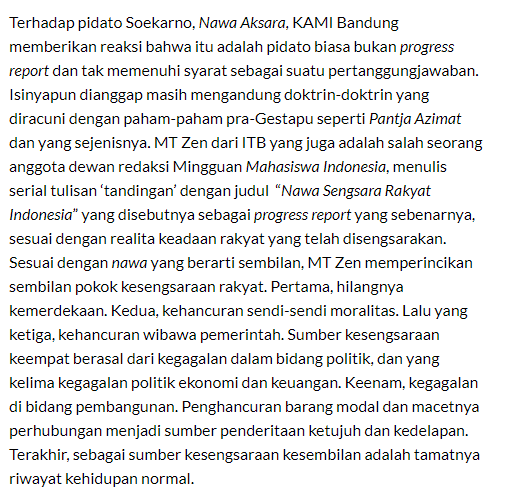 Terhadap pidato Soekarno, Nawa Aksara, KAMI Bandung
memberikan reaksi bahwa itu adalah pidato biasa bukan progress
report dan tak memenuhi syarat sebagai suatu pertanggungjawaban.
Isinyapun dianggap masih mengandung doktrin-doktrin yang
diracuni dengan paham-paham pra-Gestapu seperti Pantja Azimat
dan yang sejenisnya. MT Zen dari ITB yang juga adalah salah seorang
anggota dewan redaksi Mingguan Mahasiswa Indonesia, menulis
serial tulisan ‘tandingan’ dengan judul “Nawa Sengsara Rakyat
Indonesia” yang disebutnya sebagai progress report yang sebenarnya,
sesuai dengan realita keadaan rakyat yang telah disengsarakan.
Sesuai dengan nawa yang berarti sembilan, MT Zen memperincikan
sembilan pokok kesengsaraan rakyat. Pertama, hilangnya
kemerdekaan. Kedua, kehancuran sendi-sendi moralitas. Lalu yang
ketiga, kehancuran wibawa pemerintah. Sumber kesengsaraan
keempat berasal dari kegagalan dalam bidang politik, dan yang
kelima kegagalan politik ekonomi dan keuangan. Keenam, kegagalan
di bidang pembangunan. Penghancuran barang modal dan macetnya
perhubungan menjadi sumber penderitaan ketujuh dan kedelapan.
Terakhir, sebagai sumber kesengsaraan kesembilan adalah tamatnya
riwayat kehidupan normal.